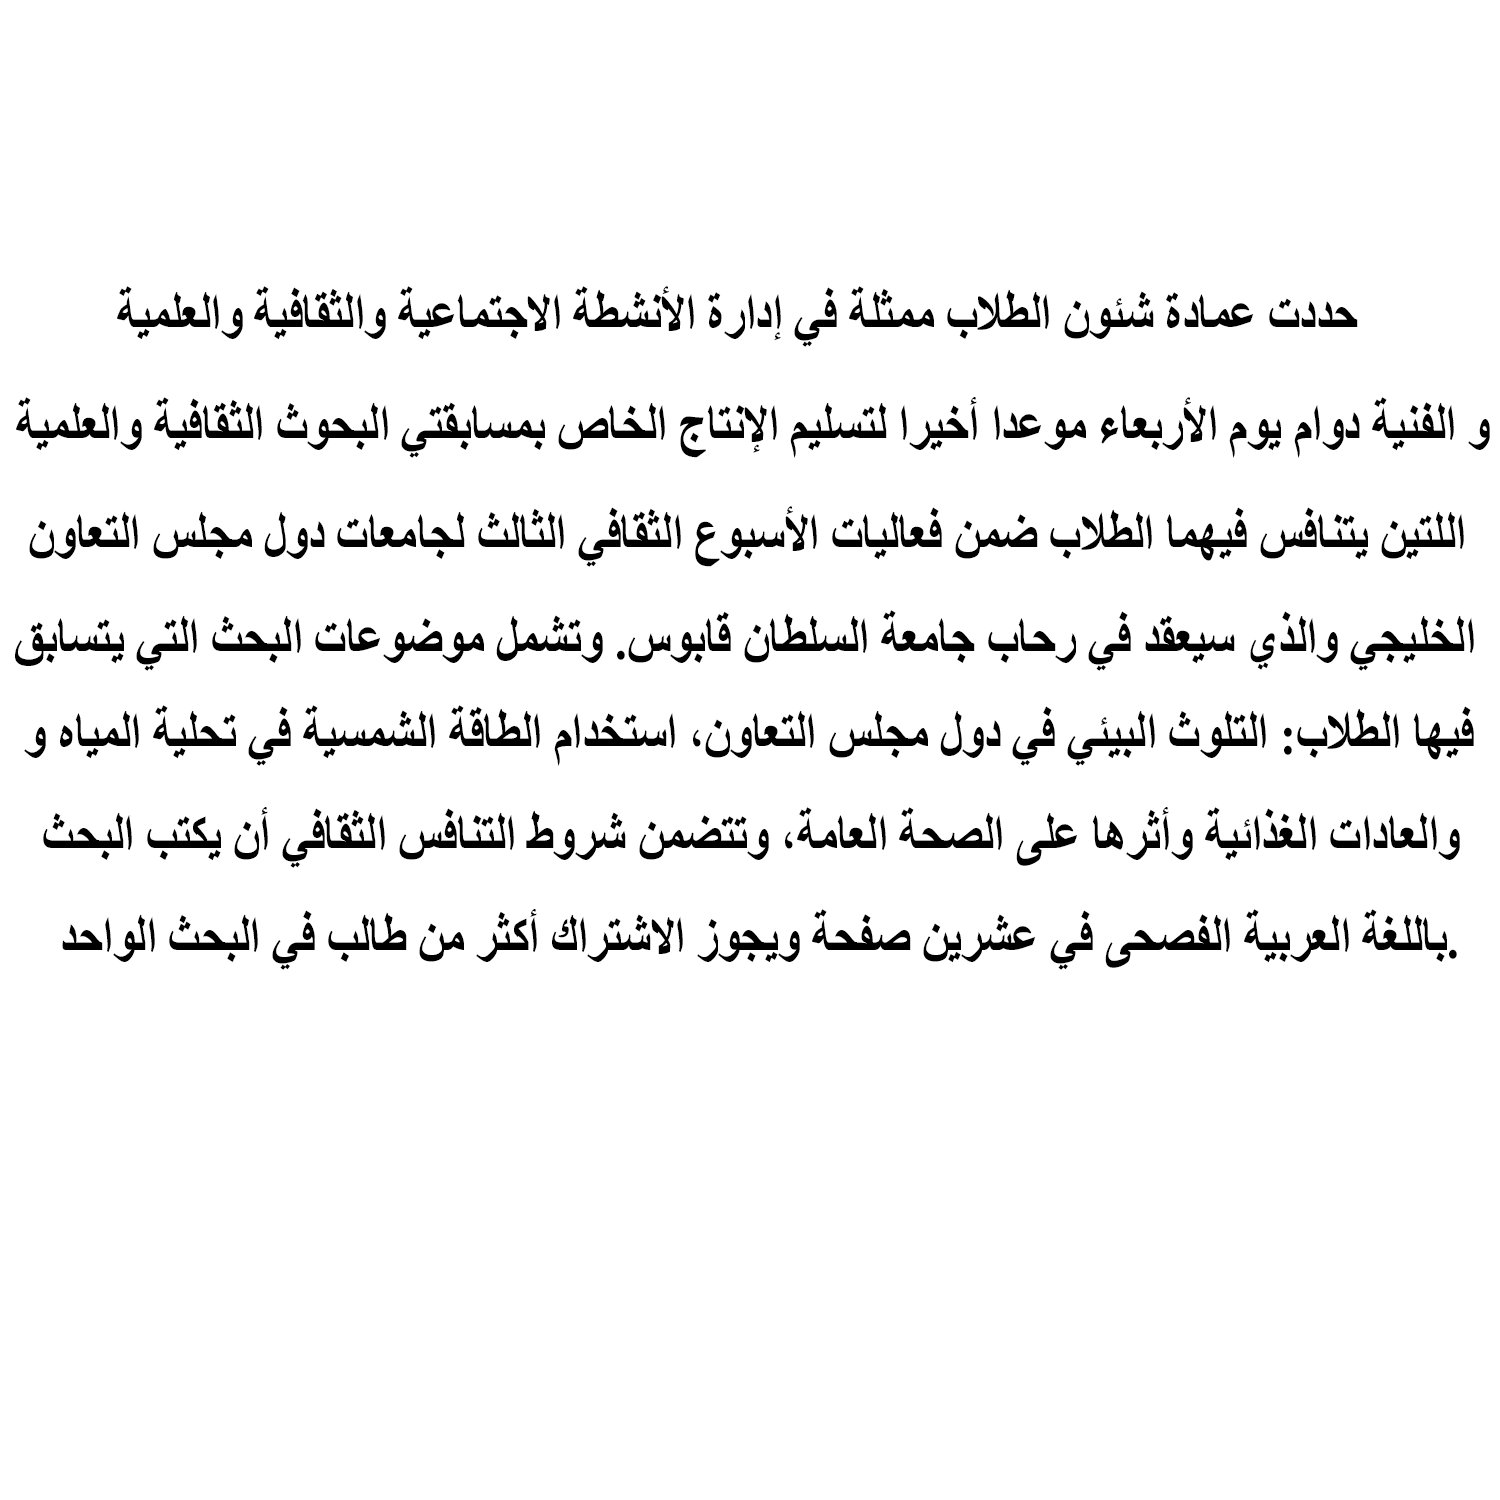 حددت عمادة شئون الطلاب ممثلة في إدارة الأنشطة الاجتماعية والثقافية والعلمية
و الفنية دوام يوم الأربعاء موعدا أخيرا لتسليم الإنتاج الخاص بمسابقتي البحوث الثقافية والعلمية
اللتين يتنافس فيهما الطلاب ضمن فعاليات الأسبوع الثقافي الثالث لجامعات دول مجلس التعاون
الخليجي والذي سيعقد في رحاب جامعة السلطان قابوس. وتشمل موضوعات البحث التي يتسابق
فيها الطلاب: التلوث البيئي في دول مجلس التعاون، استخدام الطاقة الشمسية في تحلية المياه و
والعادات الغذائية وأثرها على الصحة العامة، وتتضمن شروط التنافس الثقافي أن يكتب البحث
باللغة العربية الفصحى في عشرين صفحة ويجوز الاشتراك أكثر من طالب في البحث الواحد.